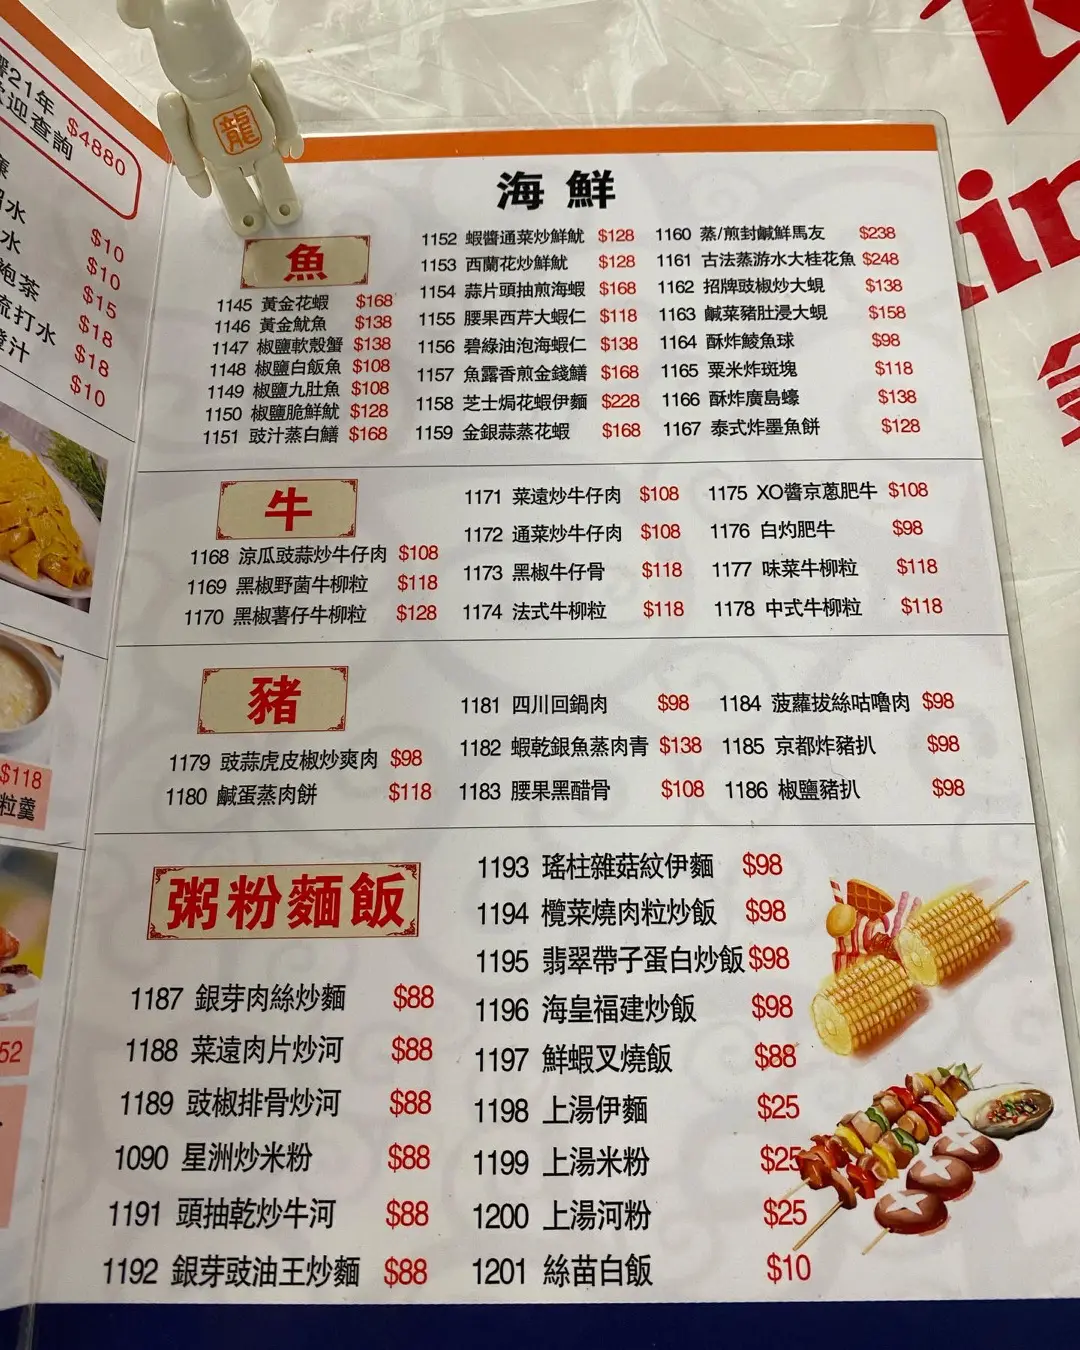 響21年
歡迎查詢
$4880
水
$10
水
$10
茶
$15
梳打水
$18
橙汁
$18
$10
$118
粒羹
52
龍
海鮮
魚
1145 黃金花蝦 $168
1146 黃金魷魚 $138
1147 椒鹽軟殼蟹 $138
1148 椒鹽白飯魚 $108
1149 椒鹽九肚魚 $108
1150 椒鹽脆鮮魷 $128
1151 豉汁蒸白鱔 $168
1152 蝦醬通菜炒鮮魷 $128
1153 西蘭花炒鮮魷 $128
1154 蒜片頭抽煎海蝦 $168
1155 腰果西芹大蝦仁 $118
1156 碧綠油泡海蝦仁 $138
1157 魚露香煎金錢鱔 $168
1158 芝士焗花蝦伊麵 $228
1159 金銀蒜蒸花蝦 $168
1160 蒸/煎封鹹鮮馬友 $238
1161 古法蒸游水大桂花魚 $248
1162 招牌豉椒炒大蜆 $138
1163 鹹菜豬肚浸大蜆 $158
1164 酥炸鯪魚球 $98
1165 粟米炸斑塊 $118
1166 酥炸廣島蠔 $138
1167 泰式炸墨魚餅 $128
牛
1168 涼瓜豉蒜炒牛仔肉 $108
1169 黑椒野菌牛柳粒 $118
1170 黑椒薯仔牛柳粒 $128
1171 菜遠炒牛仔肉 $108
1172 通菜炒牛仔肉 $108
1173 黑椒牛仔骨 $118
1174 法式牛柳粒 $118
1175 XO醬京蔥肥牛 $108
1176 白灼肥牛 $98
1177 味菜牛柳粒 $118
1178 中式牛柳粒 $118
豬
1179 豉蒜虎皮椒炒爽肉 $98
1180 鹹蛋蒸肉餅 $118
1181 四川回鍋肉 $98
1182 蝦乾銀魚蒸肉青 $138
1183 腰果黑醋骨 $108
1184 菠蘿拔絲咕嚕肉 $98
1185 京都炸豬扒 $98
1186 椒鹽豬扒 $98
粥粉麵飯
1187 銀芽肉絲炒麵 $88
1188 菜遠肉片炒河 $88
1189 豉椒排骨炒河 $88
1090 星洲炒米粉 $88
1191 頭抽乾炒牛河 $88
1192 銀芽豉油王炒麵 $88
1193 瑤柱雜菇紋伊麵 $98
1194 欖菜燒肉粒炒飯 $98
1195 翡翠帶子蛋白炒飯 $98
1196 海皇福建炒飯 $98
1197 鮮蝦叉燒飯 $88
1198 上湯伊麵 $25
1199 上湯米粉 $25
1200 上湯河粉 $25
1201 絲苗白飯 $10